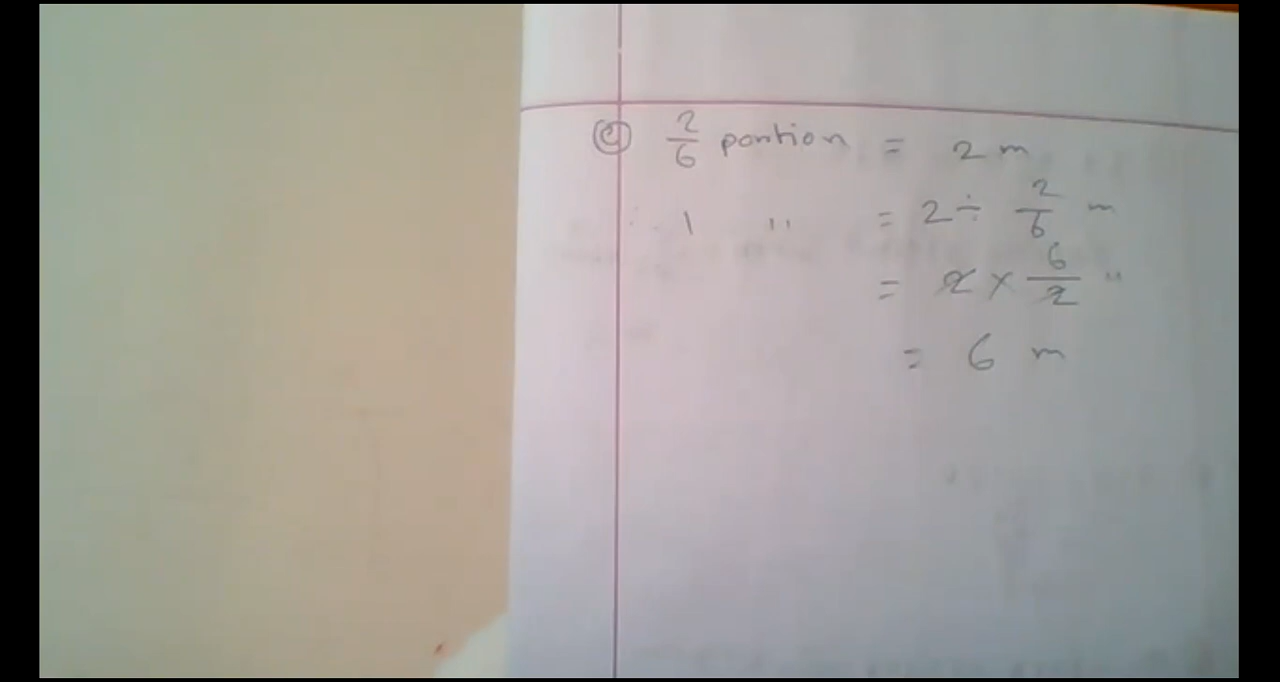 ⓒ 2/6 portion = 2 m
∴ 1 " = 2 ÷ 2/6 m
= 2 × 6/2 "
= 6 m